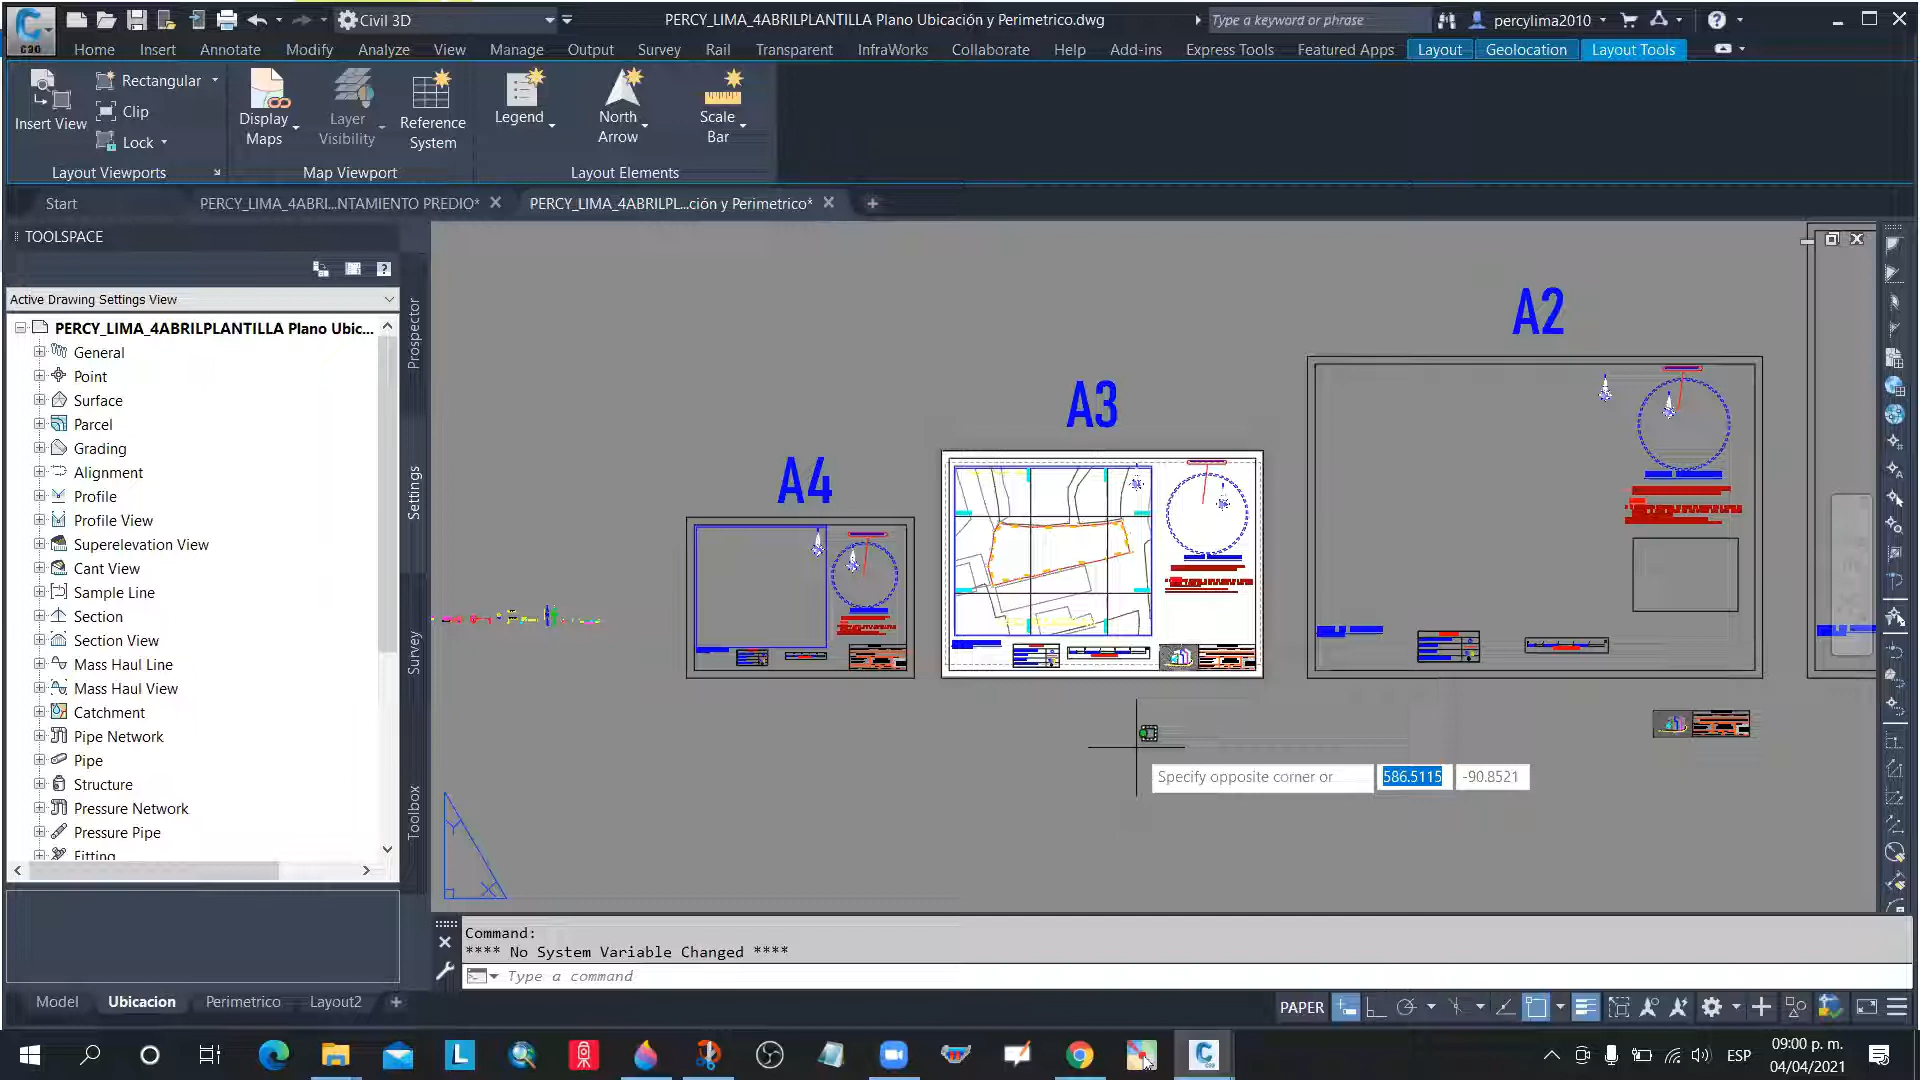 Civil 3D
PERCY_LIMA_4ABRILPLANTILLA Plano Ubicación y Perimetrico.dwg
Type a keyword or phrase
percylima2010
C3D
Home Insert Annotate Modify Analyze View Manage Output Survey Rail Transparent InfraWorks Collaborate Help Add-ins Express Tools Featured Apps Layout Geolocation Layout Tools
Insert View
Rectangular
Clip
Lock
Display Maps
Layer Visibility
Reference System
Legend
North Arrow
Scale Bar
Layout Viewports
Map Viewport
Layout Elements
Start
PERCY_LIMA_4ABRI...NTAMIENTO PREDIO*
PERCY_LIMA_4ABRILPL...ción y Perimetrico*
TOOLSPACE
Active Drawing Settings View
PERCY_LIMA_4ABRILPLANTILLA Plano Ubic...
General
Point
Surface
Parcel
Grading
Alignment
Profile
Profile View
Superelevation View
Cant View
Sample Line
Section
Section View
Mass Haul Line
Mass Haul View
Catchment
Pipe Network
Pipe
Structure
Pressure Network
Pressure Pipe
Fitting
Prospector
Settings
Survey
Toolbox
A4
A3
A2
Y
X
Specify opposite corner or 586.5115 -90.8521
Command:
**** No System Variable Changed ****
Type a command
Model Ubicacion Perimetrico Layout2
PAPER
ESP
09:00 p. m.
04/04/2021